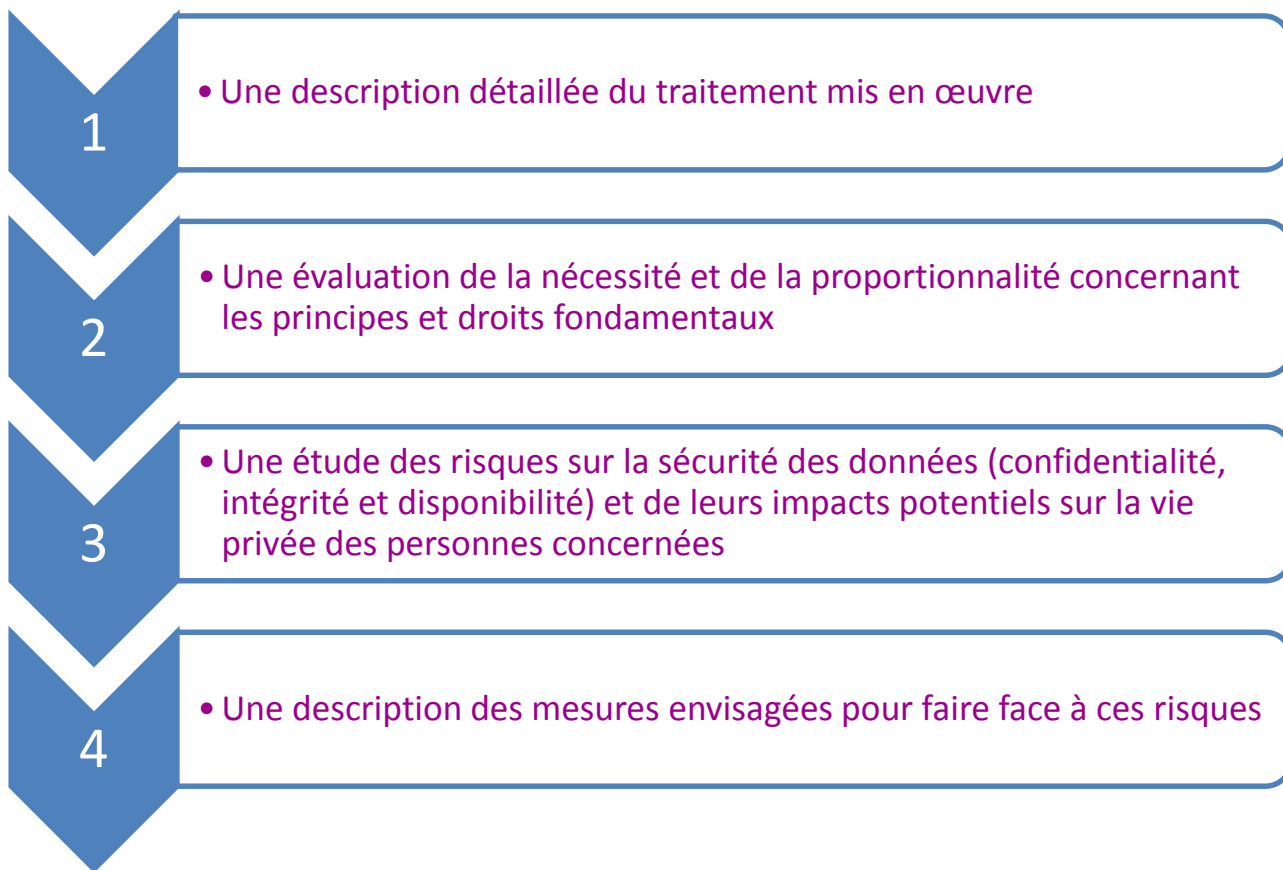 1
• Une description détaillée du traitement mis en œuvre
2
• Une évaluation de la nécessité et de la proportionnalité concernant
les principes et droits fondamentaux
3
• Une étude des risques sur la sécurité des données (confidentialité,
intégrité et disponibilité) et de leurs impacts potentiels sur la vie
privée des personnes concernées
4
• Une description des mesures envisagées pour faire face à ces risques